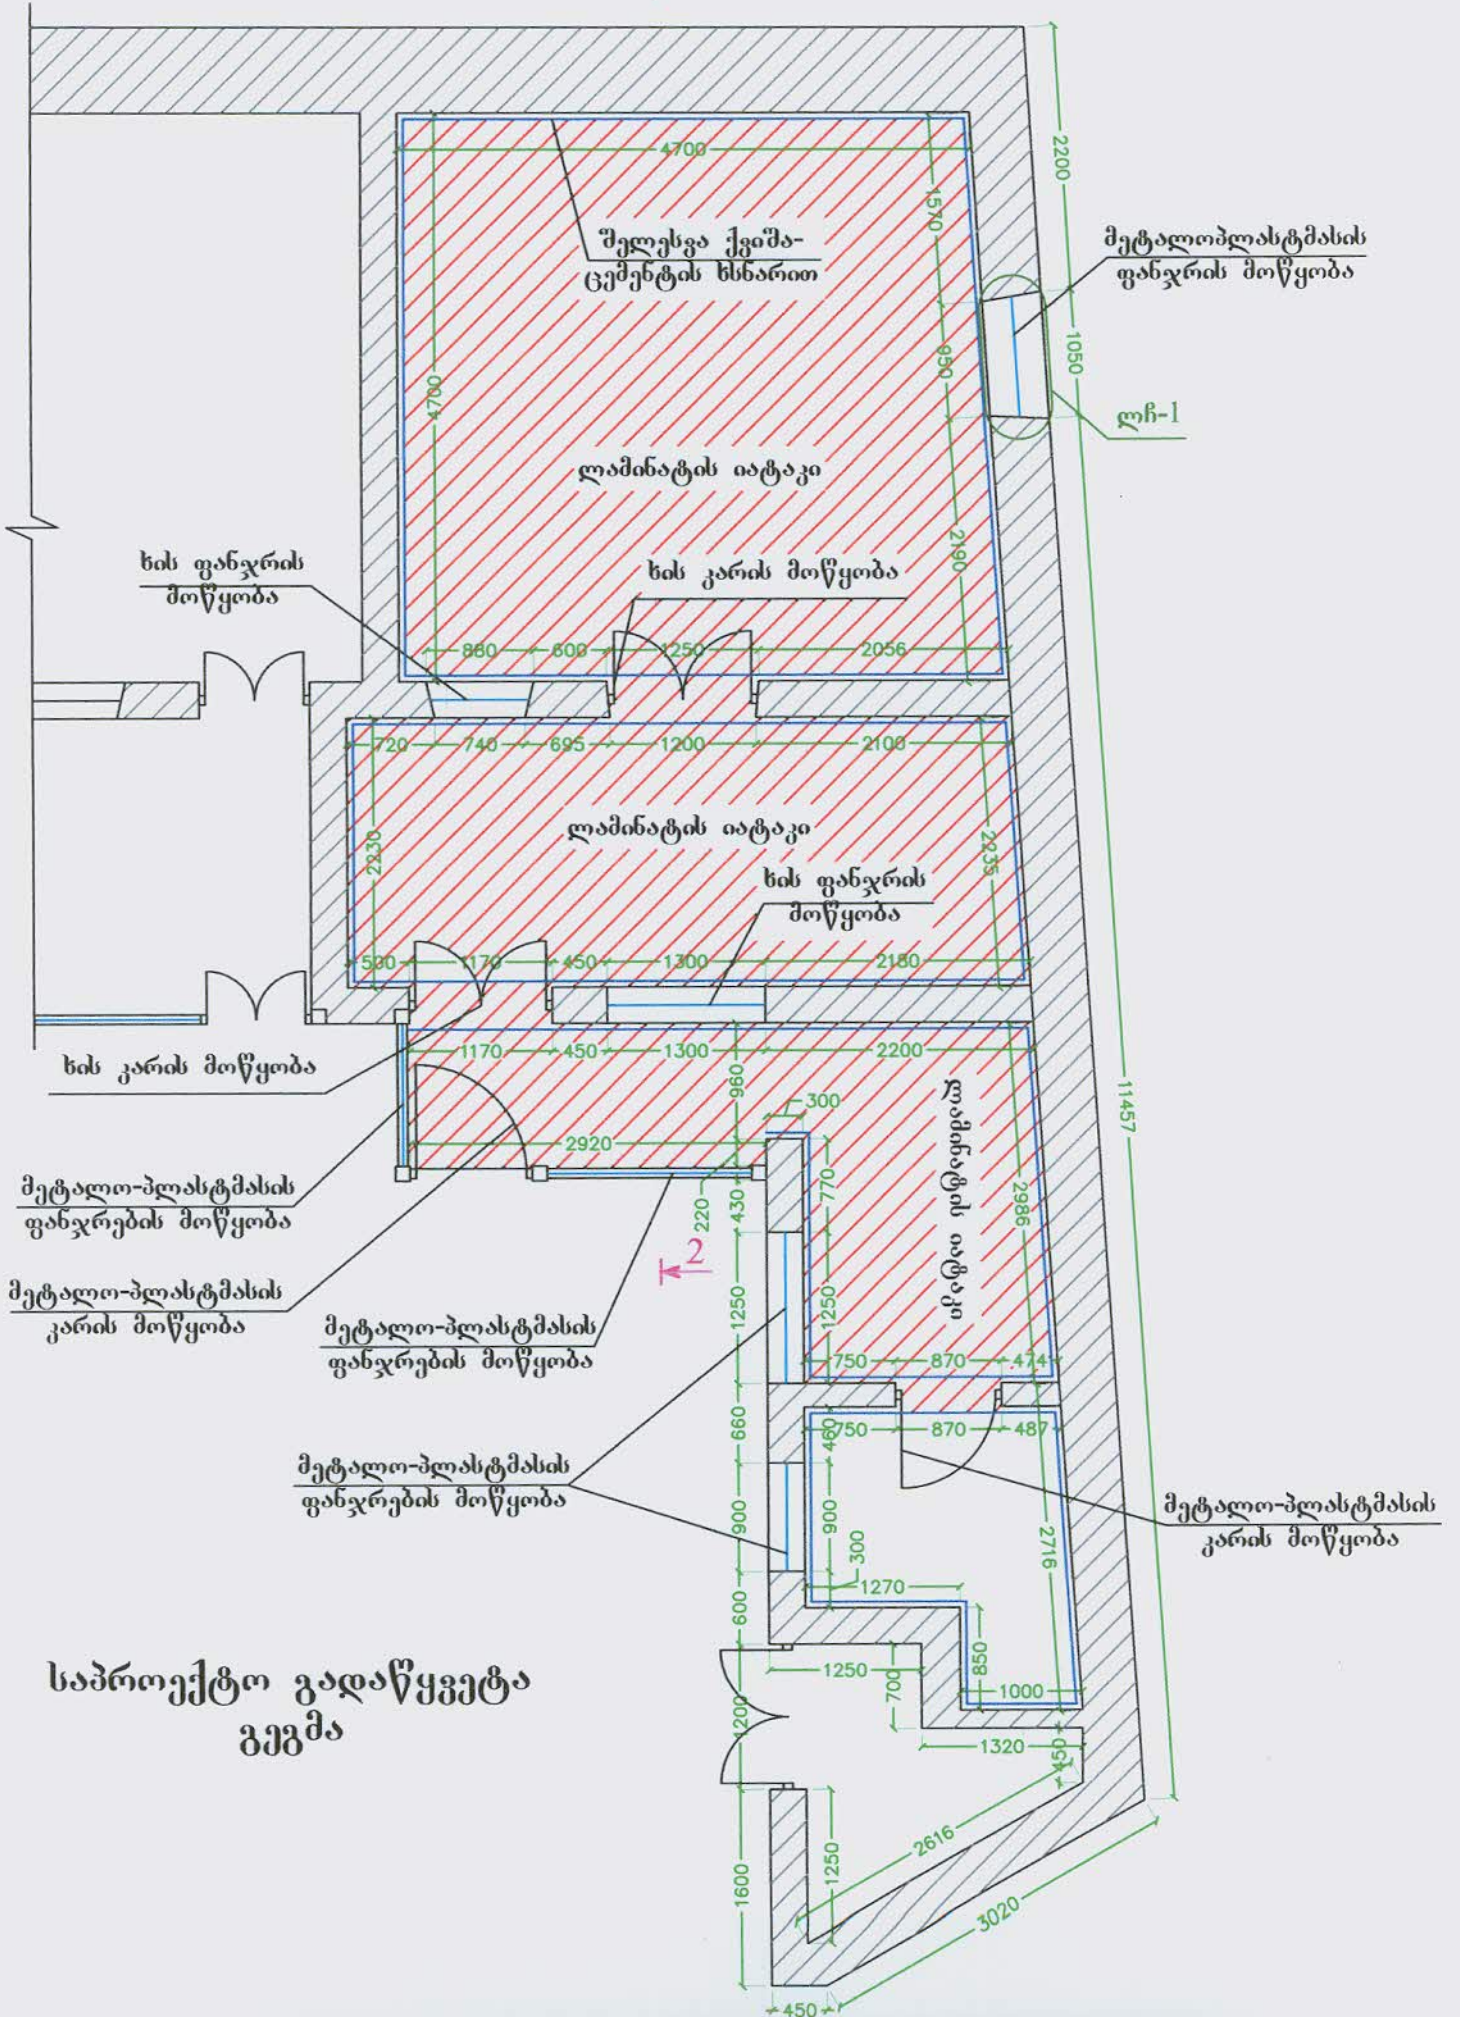 4700
2200
1570
შელესვა ქვიშა-
ცემენტის ხსნარით
მეტალოპლასტმასის
ფანჯრის მოწყობა
950
1050
4700
ლჩ-1
ლამინატის იატაკი
2190
ხის ფანჯრის
მოწყობა
ხის კარის მოწყობა
880 600 1250 2056
720 740 695 1200 2100
ლამინატის იატაკი
2230
2235
ხის ფანჯრის
მოწყობა
500 1170 450 1300 2180
1170 450 1300 2200
ხის კარის მოწყობა
960
300
11457
2920
ლამინატის იატაკი
770
2986
მეტალო-პლასტმასის
ფანჯრების მოწყობა
220
430
2
მეტალო-პლასტმასის
კარის მოწყობა
1250
1250
მეტალო-პლასტმასის
ფანჯრების მოწყობა
750 870 474
660
460
750 870 487
მეტალო-პლასტმასის
ფანჯრების მოწყობა
900
900
მეტალო-პლასტმასის
კარის მოწყობა
300
2716
1270
600
საპროექტო გადაწყვეტა
გეგმა
850
1250
700
1000
1200
1320
450
2616
1250
1600
3020
450